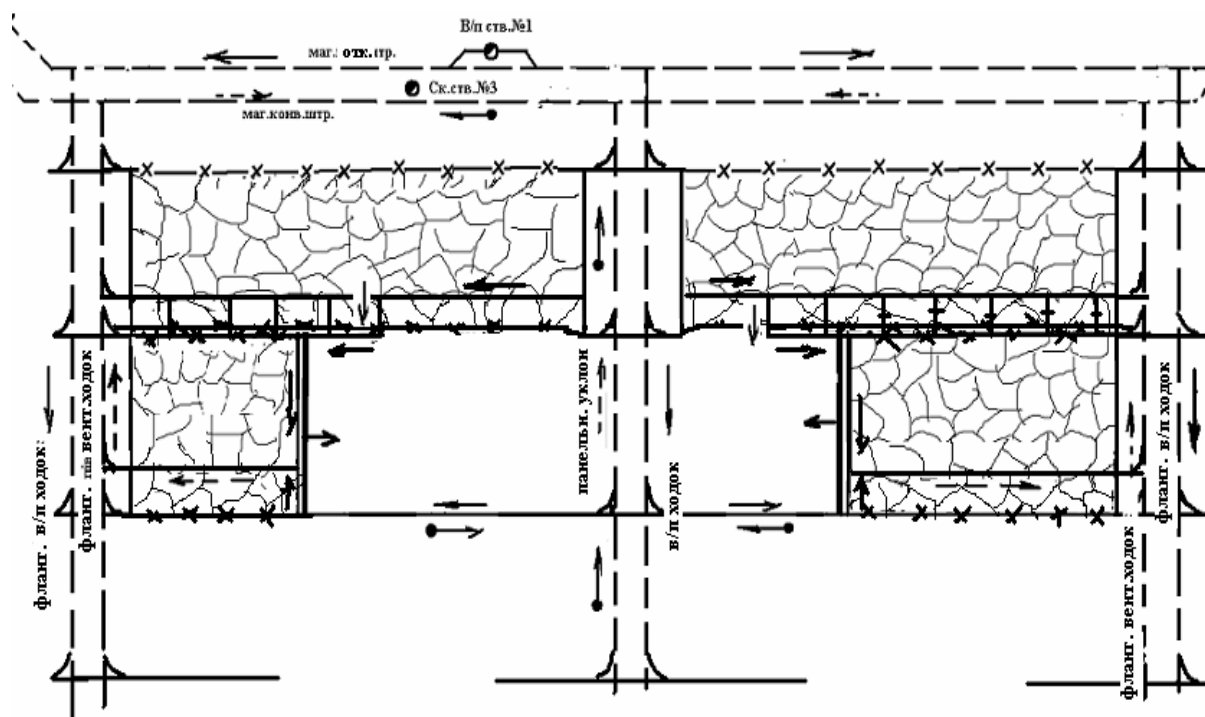 В/п ств.№1
маг. отк. стр.
Ск.ств.№3
маг.конв.штр.
фланг. в/п ходок
фланг. вент.ходок
панельн. уклон
в/п ходок
фланг. вент.ходок
фланг. в/п ходок